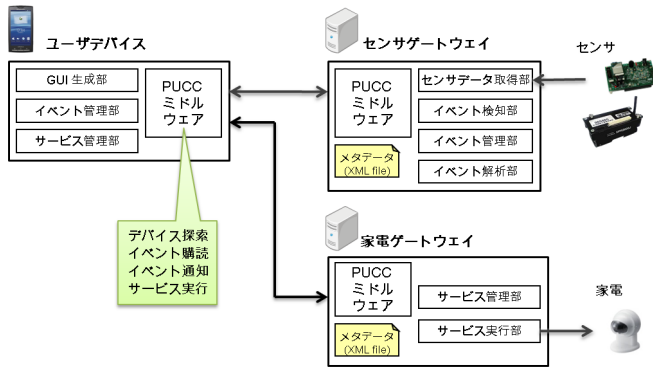 ユーザデバイス
GUI 生成部
イベント管理部
サービス管理部
PUCC
ミドル
ウェア
デバイス探索
イベント購読
イベント通知
サービス実行
センサゲートウェイ
PUCC
ミドル
ウェア
メタデータ
(XML file)
センサデータ取得部
イベント検知部
イベント管理部
イベント解析部
センサ
家電ゲートウェイ
PUCC
ミドル
ウェア
メタデータ
(XML file)
サービス管理部
サービス実行部
家電